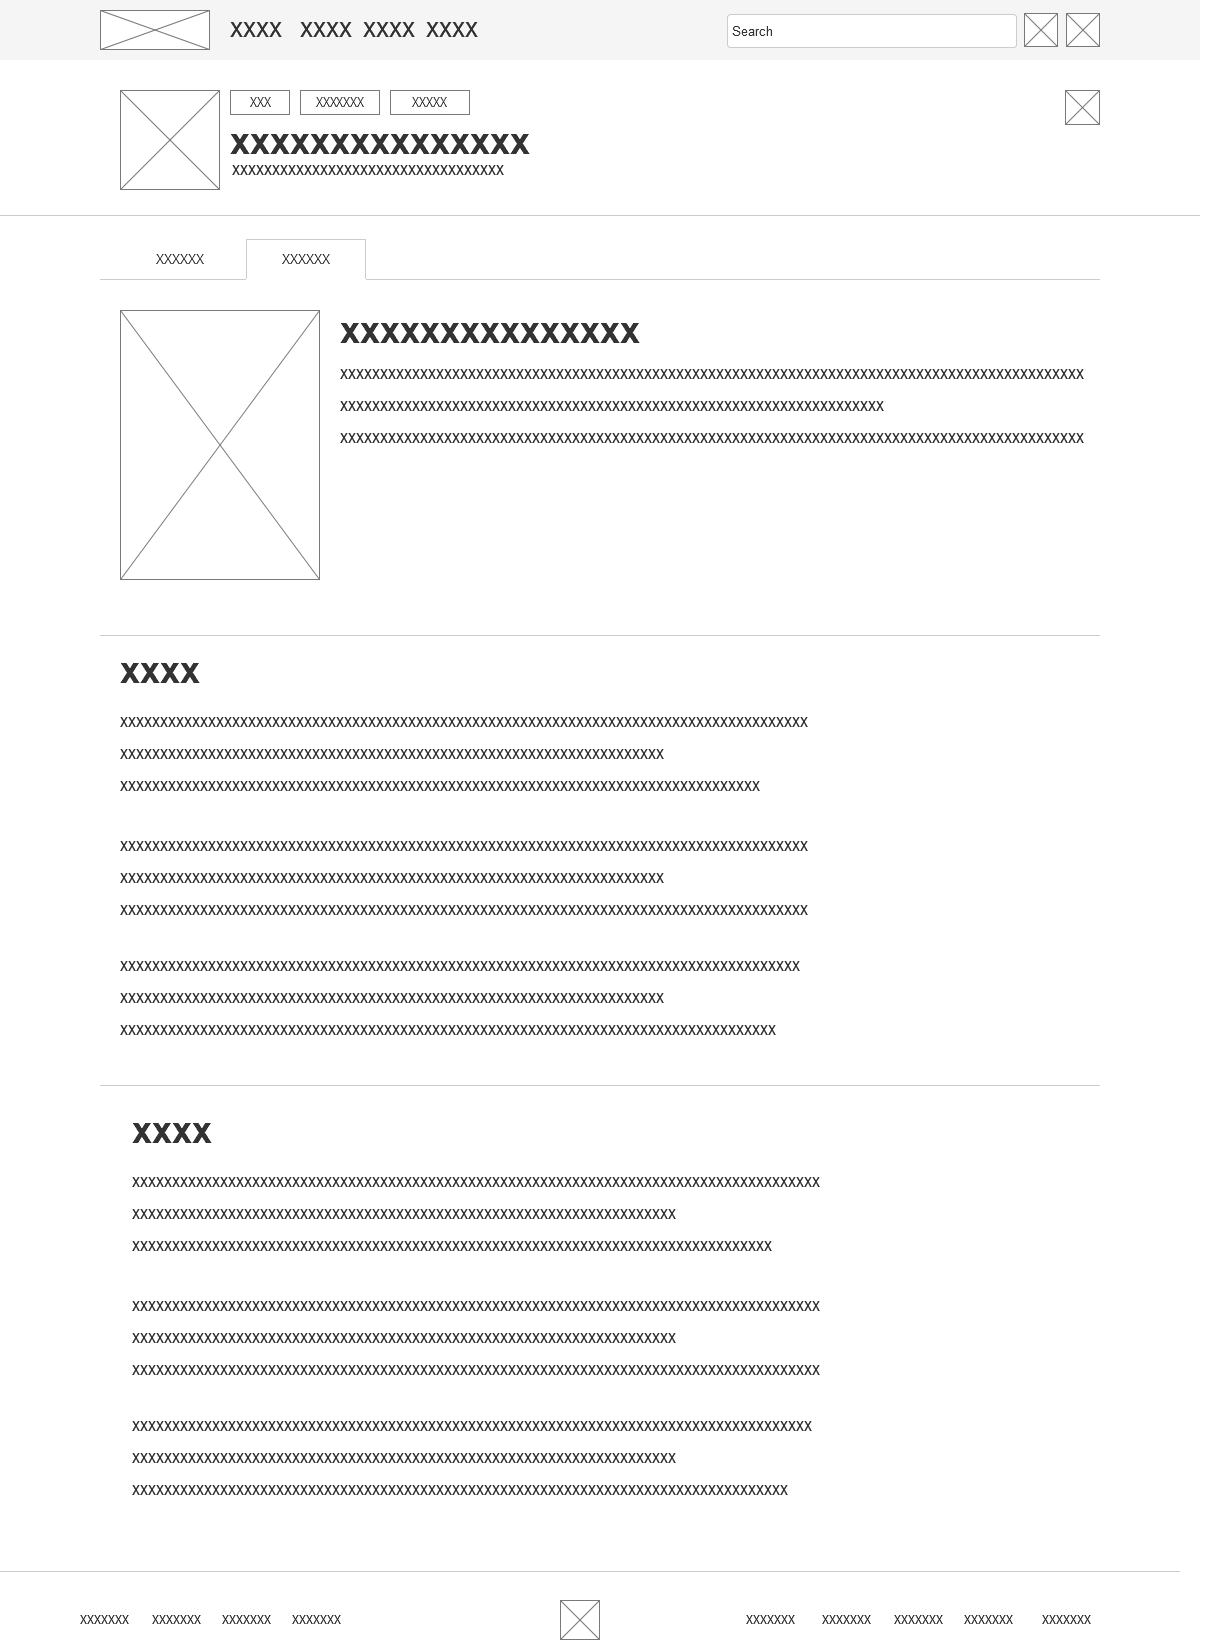 XXXX XXXX XXXX XXXX Search
XXX XXXXXXX XXXXX
XXXXXXXXXXXXXXX
XXXXXXXXXXXXXXXXXXXXXXXXXXXXXXXXXX
XXXXXX XXXXXX
XXXXXXXXXXXXXXX
XXXXXXXXXXXXXXXXXXXXXXXXXXXXXXXXXXXXXXXXXXXXXXXXXXXXXXXXXXXXXXXXXXXXXXXXXXXXXXXXXXXXXXXXXXXXX
XXXXXXXXXXXXXXXXXXXXXXXXXXXXXXXXXXXXXXXXXXXXXXXXXXXXXXXXXXXXXXXXXXXX
XXXXXXXXXXXXXXXXXXXXXXXXXXXXXXXXXXXXXXXXXXXXXXXXXXXXXXXXXXXXXXXXXXXXXXXXXXXXXXXXXXXXXXXXXXXXX
XXXX
XXXXXXXXXXXXXXXXXXXXXXXXXXXXXXXXXXXXXXXXXXXXXXXXXXXXXXXXXXXXXXXXXXXXXXXXXXXXXXXXXXXXXX
XXXXXXXXXXXXXXXXXXXXXXXXXXXXXXXXXXXXXXXXXXXXXXXXXXXXXXXXXXXXXXXXXXXX
XXXXXXXXXXXXXXXXXXXXXXXXXXXXXXXXXXXXXXXXXXXXXXXXXXXXXXXXXXXXXXXXXXXXXXXXXXXXXXXX
XXXXXXXXXXXXXXXXXXXXXXXXXXXXXXXXXXXXXXXXXXXXXXXXXXXXXXXXXXXXXXXXXXXXXXXXXXXXXXXXXXXXXX
XXXXXXXXXXXXXXXXXXXXXXXXXXXXXXXXXXXXXXXXXXXXXXXXXXXXXXXXXXXXXXXXXXXX
XXXXXXXXXXXXXXXXXXXXXXXXXXXXXXXXXXXXXXXXXXXXXXXXXXXXXXXXXXXXXXXXXXXXXXXXXXXXXXXXXXXXXX
XXXXXXXXXXXXXXXXXXXXXXXXXXXXXXXXXXXXXXXXXXXXXXXXXXXXXXXXXXXXXXXXXXXXXXXXXXXXXXXXXXXXX
XXXXXXXXXXXXXXXXXXXXXXXXXXXXXXXXXXXXXXXXXXXXXXXXXXXXXXXXXXXXXXXXXXXX
XXXXXXXXXXXXXXXXXXXXXXXXXXXXXXXXXXXXXXXXXXXXXXXXXXXXXXXXXXXXXXXXXXXXXXXXXXXXXXXXXX
XXXX
XXXXXXXXXXXXXXXXXXXXXXXXXXXXXXXXXXXXXXXXXXXXXXXXXXXXXXXXXXXXXXXXXXXXXXXXXXXXXXXXXXXXXX
XXXXXXXXXXXXXXXXXXXXXXXXXXXXXXXXXXXXXXXXXXXXXXXXXXXXXXXXXXXXXXXXXXXX
XXXXXXXXXXXXXXXXXXXXXXXXXXXXXXXXXXXXXXXXXXXXXXXXXXXXXXXXXXXXXXXXXXXXXXXXXXXXXXXX
XXXXXXXXXXXXXXXXXXXXXXXXXXXXXXXXXXXXXXXXXXXXXXXXXXXXXXXXXXXXXXXXXXXXXXXXXXXXXXXXXXXXXX
XXXXXXXXXXXXXXXXXXXXXXXXXXXXXXXXXXXXXXXXXXXXXXXXXXXXXXXXXXXXXXXXXXXX
XXXXXXXXXXXXXXXXXXXXXXXXXXXXXXXXXXXXXXXXXXXXXXXXXXXXXXXXXXXXXXXXXXXXXXXXXXXXXXXXXXXXXX
XXXXXXXXXXXXXXXXXXXXXXXXXXXXXXXXXXXXXXXXXXXXXXXXXXXXXXXXXXXXXXXXXXXXXXXXXXXXXXXXXXXXX
XXXXXXXXXXXXXXXXXXXXXXXXXXXXXXXXXXXXXXXXXXXXXXXXXXXXXXXXXXXXXXXXXXXX
XXXXXXXXXXXXXXXXXXXXXXXXXXXXXXXXXXXXXXXXXXXXXXXXXXXXXXXXXXXXXXXXXXXXXXXXXXXXXXXXXX
XXXXXXX XXXXXXX XXXXXXX XXXXXXX XXXXXXX XXXXXXX XXXXXXX XXXXXXX XXXXXXX